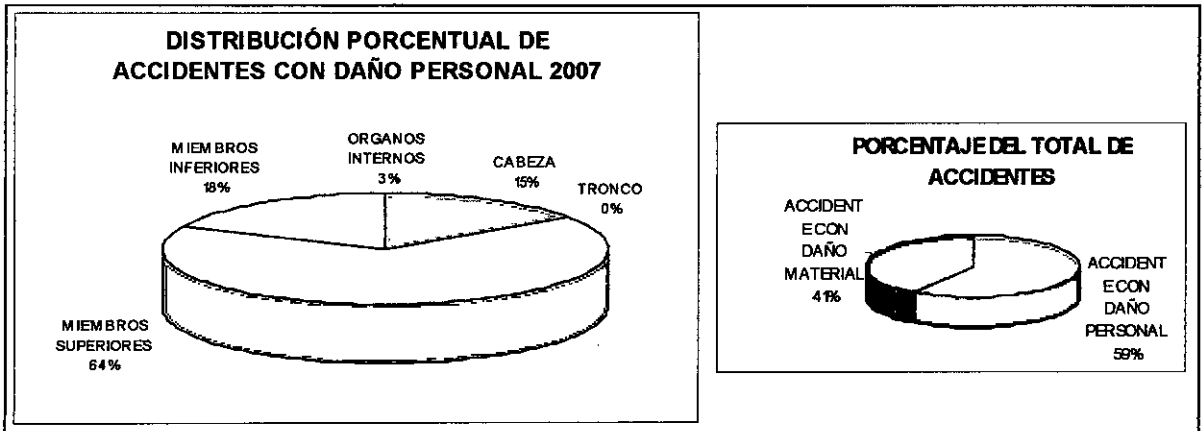 DISTRIBUCIÓN PORCENTUAL DE
ACCIDENTES CON DAÑO PERSONAL 2007
MIEMBROS
INFERIORES
18%
ORGANOS
INTERNOS
3%
CABEZA
15%
TRONCO
0%
MIEMBROS
SUPERIORES
64%
PORCENTAJE DEL TOTAL DE
ACCIDENTES
ACCIDENT
E CON
DAÑO
MATERIAL
41%
ACCIDENT
E CON
DAÑO
PERSONAL
59%